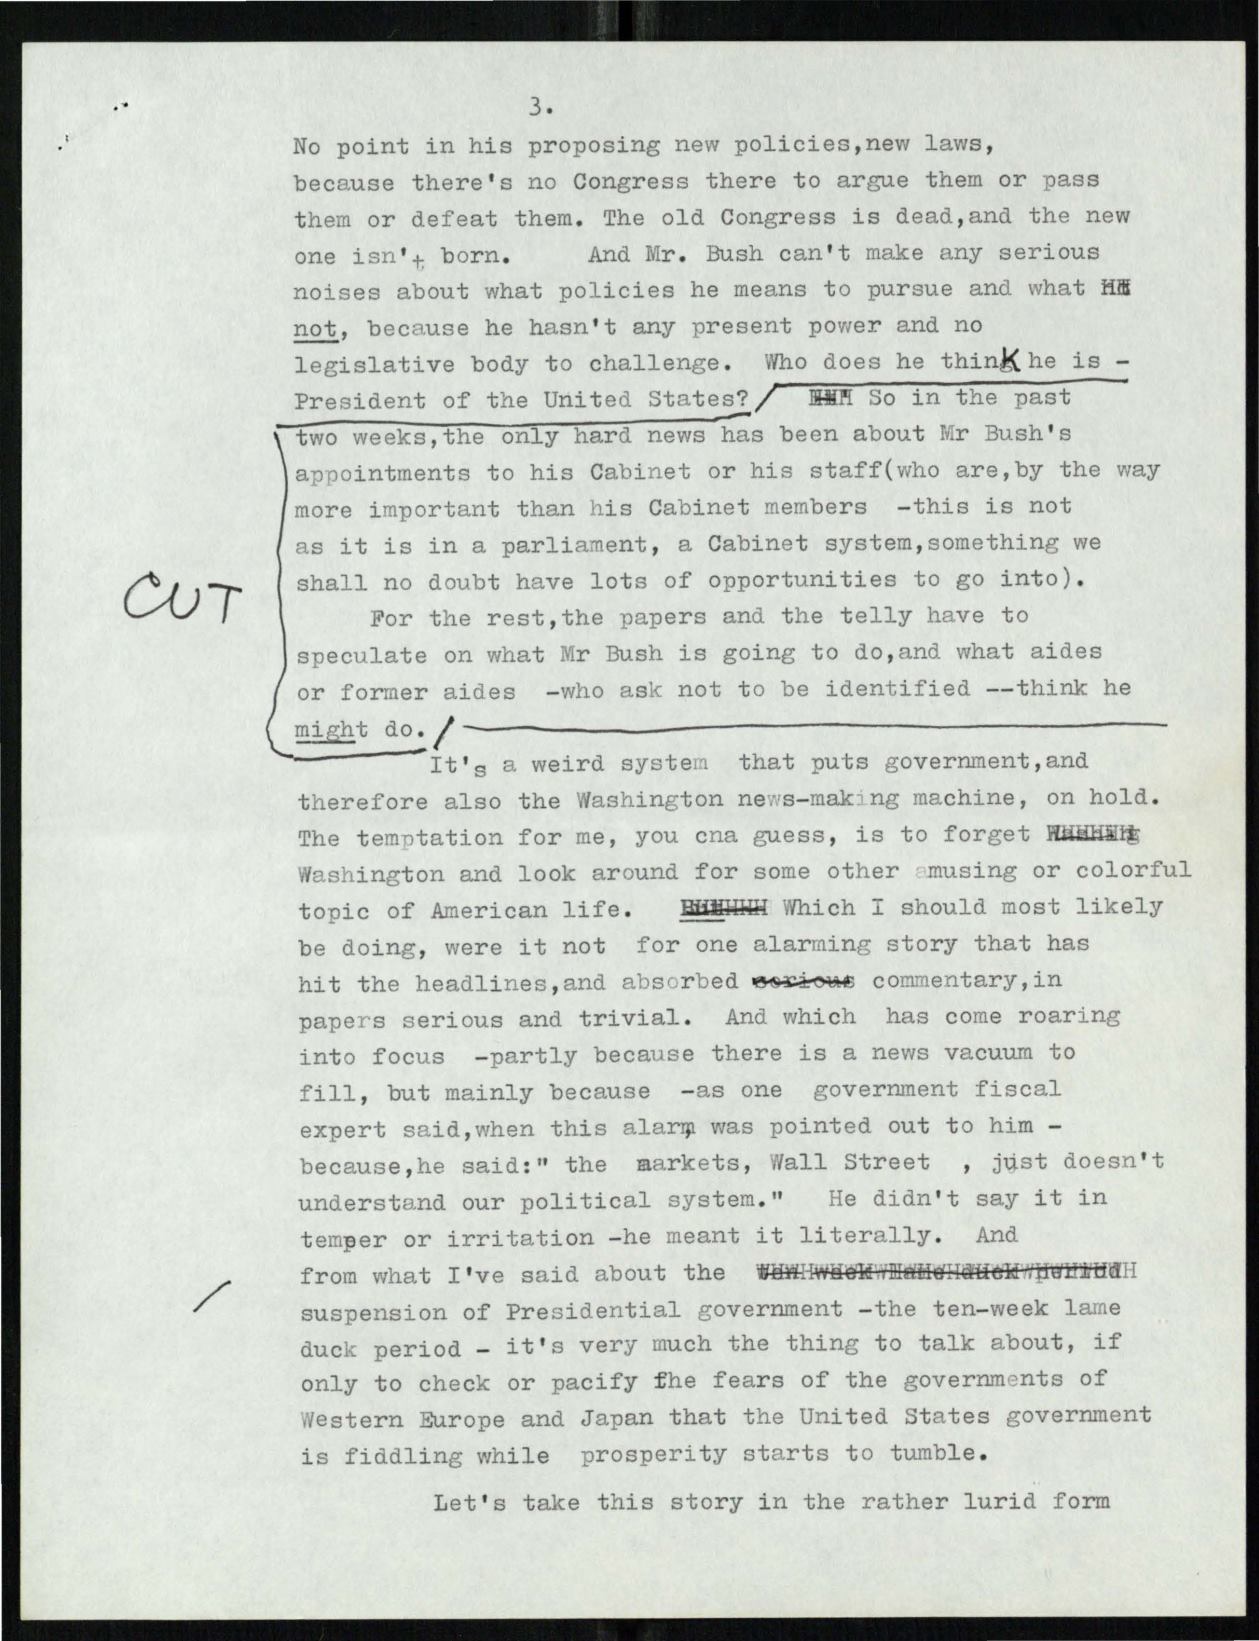 3.
No point in his proposing new policies,new laws,
because there's no Congress there to argue them or pass
them or defeat them. The old Congress is dead,and the new
one isn't born. And Mr. Bush can't make any serious
noises about what policies he means to pursue and what
not, because he hasn't any present power and no
legislative body to challenge. Who does he think he is -
President of the United States? / So in the past
two weeks,the only hard news has been about Mr Bush's
appointments to his Cabinet or his staff(who are,by the way
more important than his Cabinet members -this is not
as it is in a parliament, a Cabinet system,something we
shall no doubt have lots of opportunities to go into).
CUT
For the rest,the papers and the telly have to
speculate on what Mr Bush is going to do,and what aides
or former aides -who ask not to be identified --think he
might do. /
It's a weird system that puts government,and
therefore also the Washington news-making machine, on hold.
The temptation for me, you cna guess, is to forget
Washington and look around for some other amusing or colorful
topic of American life. Which I should most likely
be doing, were it not for one alarming story that has
hit the headlines,and absorbed serious commentary,in
papers serious and trivial. And which has come roaring
into focus -partly because there is a news vacuum to
fill, but mainly because -as one government fiscal
expert said,when this alarm was pointed out to him -
because,he said:" the markets, Wall Street , just doesn't
understand our political system." He didn't say it in
temper or irritation -he meant it literally. And
from what I've said about the ten week lame duck period
suspension of Presidential government -the ten-week lame
duck period - it's very much the thing to talk about, if
only to check or pacify fhe fears of the governments of
Western Europe and Japan that the United States government
is fiddling while prosperity starts to tumble.
Let's take this story in the rather lurid form